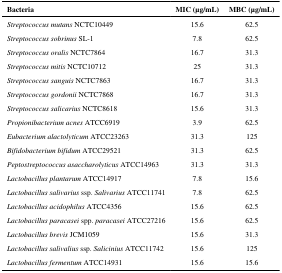 Bacteria MIC (µg/mL) MBC (µg/mL)
Streptococcus mutans NCTC10449 15.6 62.5
Streptococcus sobrinus SL-1 7.8 62.5
Streptococcus oralis NCTC7864 16.7 31.3
Streptococcus mitis NCTC10712 25 31.3
Streptococcus sanguis NCTC7863 16.7 31.3
Streptococcus gordonii NCTC7868 16.7 31.3
Streptococcus salicarius NCTC8618 15.6 31.3
Propionibacterium acnes ATCC6919 3.9 62.5
Eubacterium alactolyticum ATCC23263 31.3 125
Bifidobacterium bifidum ATCC29521 31.3 62.5
Peptostreptococcus asaccharolyticus ATCC14963 31.3 31.3
Lactobacillus plantarum ATCC14917 7.8 15.6
Lactobacillus salivarius ssp. Salivarius ATCC11741 7.8 62.5
Lactobacillus acidophilus ATCC4356 15.6 62.5
Lactobacillus paracasei spp. paracasei ATCC27216 15.6 62.5
Lactobacillus brevis JCM1059 15.6 31.3
Lactobacillus salivalius ssp. Salicinius ATCC11742 15.6 125
Lactobacillus fermentum ATCC14931 15.6 15.6